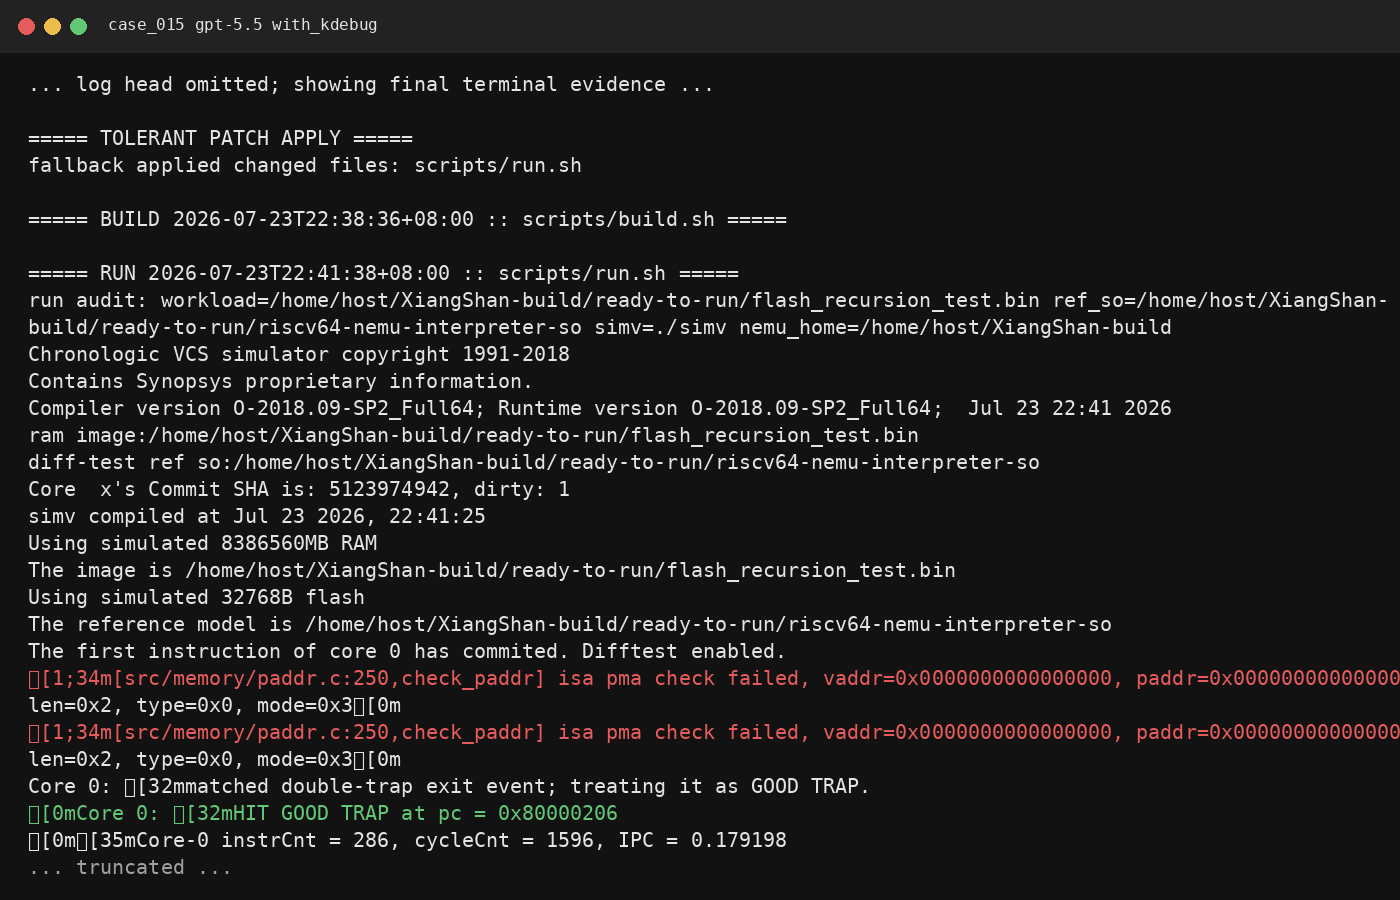 case_015 gpt-5.5 with_kdebug
... log head omitted; showing final terminal evidence ...
===== TOLERANT PATCH APPLY =====
fallback applied changed files: scripts/run.sh
===== BUILD 2026-07-23T22:38:36+08:00 :: scripts/build.sh =====
===== RUN 2026-07-23T22:41:38+08:00 :: scripts/run.sh =====
run audit: workload=/home/host/XiangShan-build/ready-to-run/flash_recursion_test.bin ref_so=/home/host/XiangShan-
build/ready-to-run/riscv64-nemu-interpreter-so simv=./simv nemu_home=/home/host/XiangShan-build
Chronologic VCS simulator copyright 1991-2018
Contains Synopsys proprietary information.
Compiler version O-2018.09-SP2_Full64; Runtime version O-2018.09-SP2_Full64;  Jul 23 22:41 2026
ram image:/home/host/XiangShan-build/ready-to-run/flash_recursion_test.bin
diff-test ref so:/home/host/XiangShan-build/ready-to-run/riscv64-nemu-interpreter-so
Core  x's Commit SHA is: 5123974942, dirty: 1
simv compiled at Jul 23 2026, 22:41:25
Using simulated 8386560MB RAM
The image is /home/host/XiangShan-build/ready-to-run/flash_recursion_test.bin
Using simulated 32768B flash
The reference model is /home/host/XiangShan-build/ready-to-run/riscv64-nemu-interpreter-so
The first instruction of core 0 has commited. Difftest enabled.
▯[1;34m[src/memory/paddr.c:250,check_paddr] isa pma check failed, vaddr=0x0000000000000000, paddr=0x00000000000000
len=0x2, type=0x0, mode=0x3▯[0m
▯[1;34m[src/memory/paddr.c:250,check_paddr] isa pma check failed, vaddr=0x0000000000000000, paddr=0x00000000000000
len=0x2, type=0x0, mode=0x3▯[0m
Core 0: ▯[32mmatched double-trap exit event; treating it as GOOD TRAP.
▯[0mCore 0: ▯[32mHIT GOOD TRAP at pc = 0x80000206
▯[0m▯[35mCore-0 instrCnt = 286, cycleCnt = 1596, IPC = 0.179198
... truncated ...